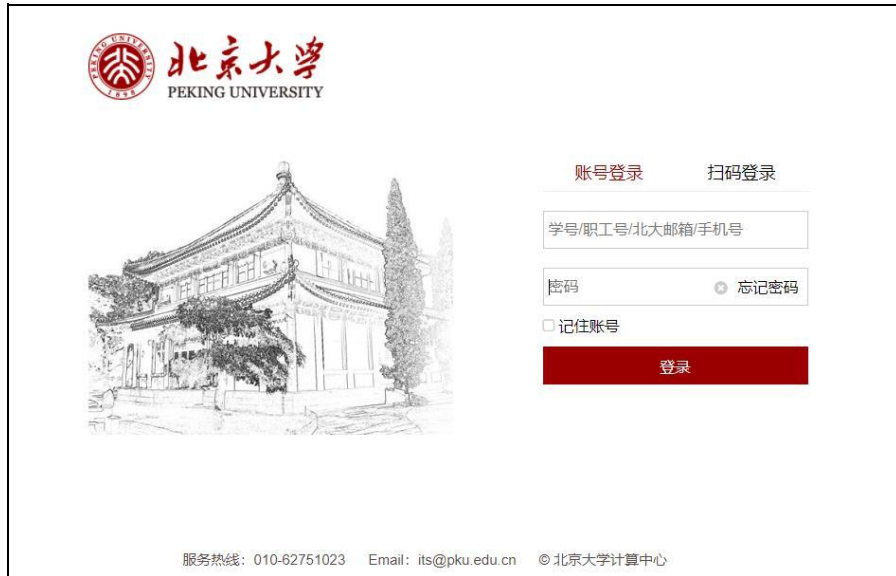 PEKING UNIVERSITY
1898
北京大学
PEKING UNIVERSITY
账号登录 扫码登录
学号/职工号/北大邮箱/手机号
密码 忘记密码
记住账号
登录
服务热线：010-62751023 Email：its@pku.edu.cn ©北京大学计算中心